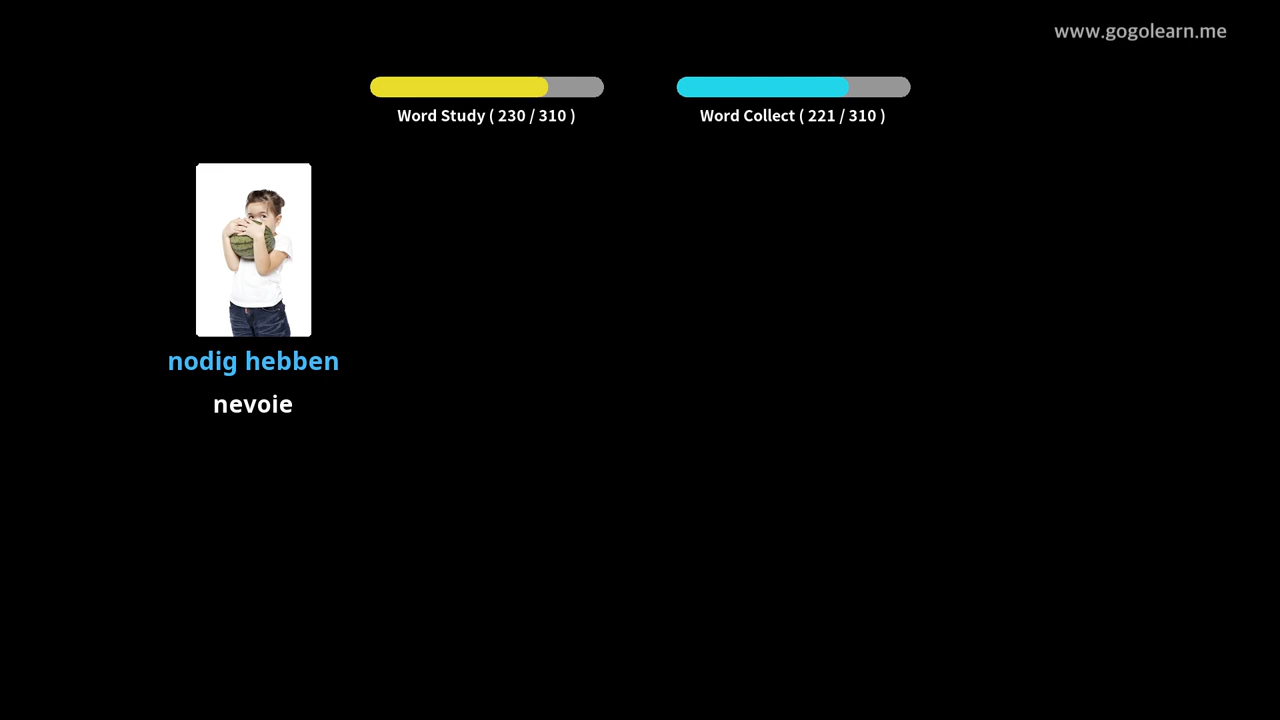 www.gogolearn.me
Word Study ( 230 / 310 )
Word Collect ( 221 / 310 )
nodig hebben
nevoie